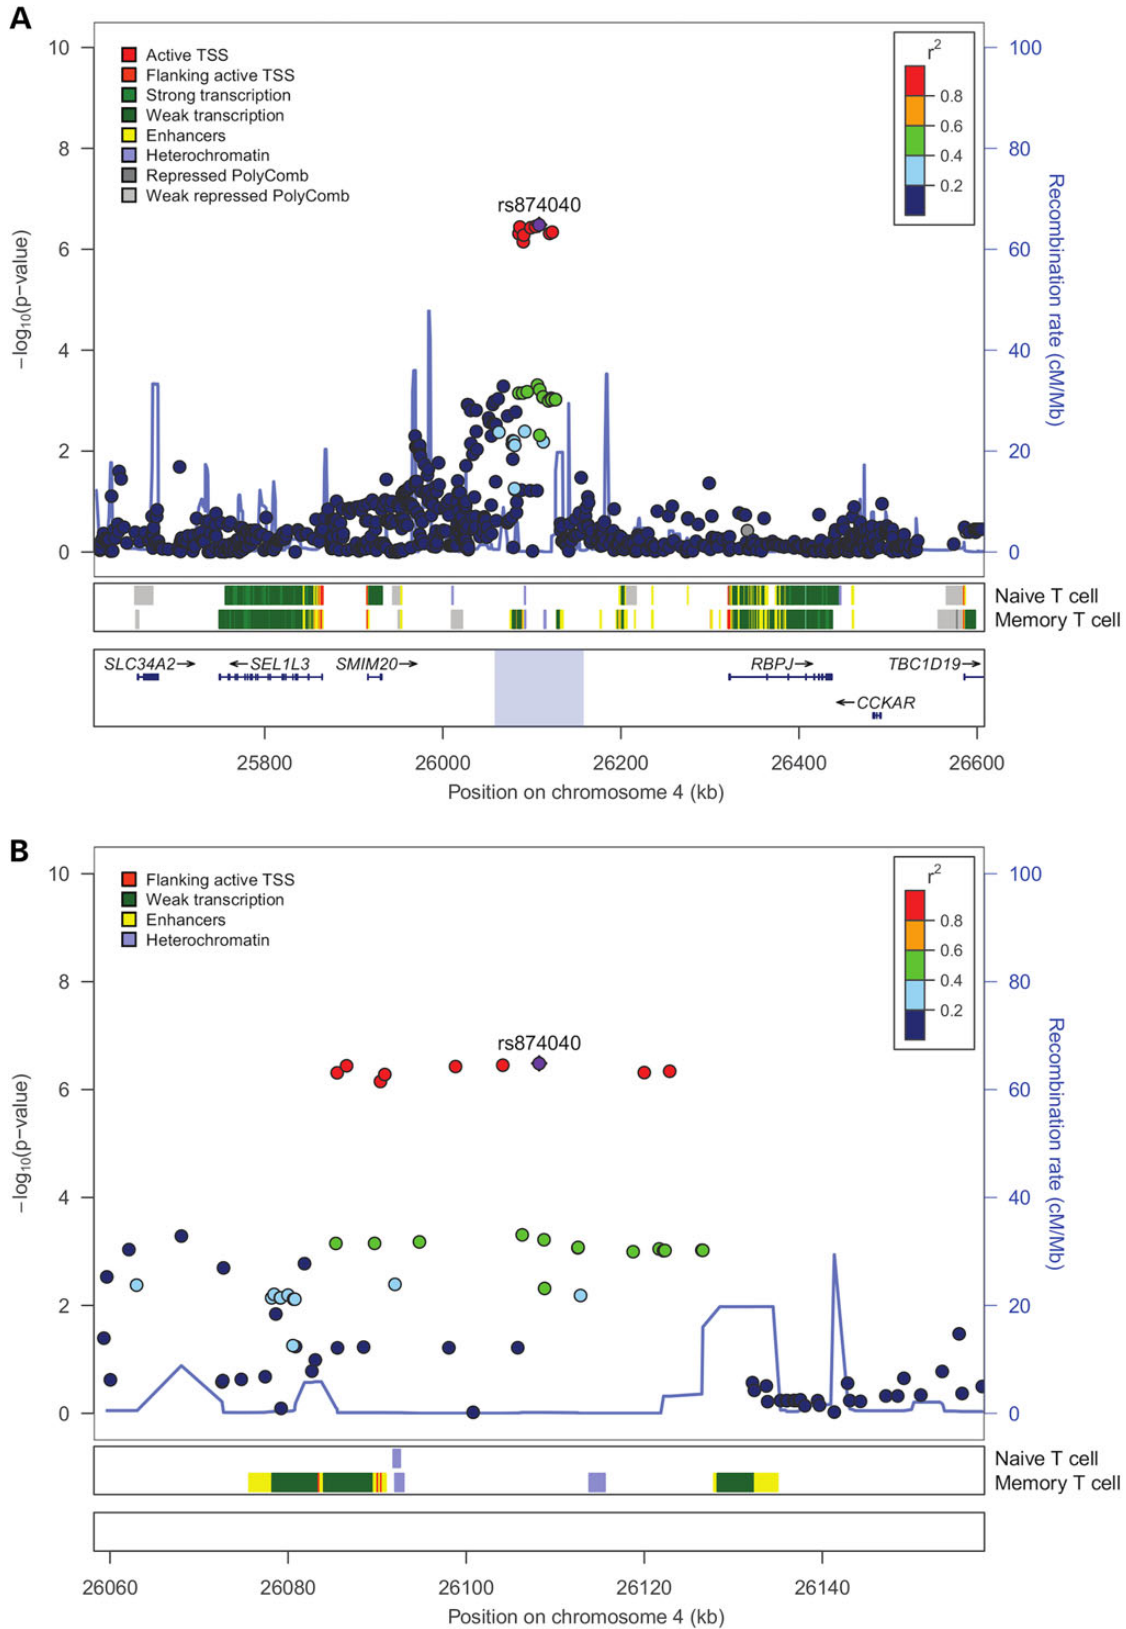 A
Active TSS
Flanking active TSS
Strong transcription
Weak transcription
Enhancers
Heterochromatin
Repressed PolyComb
Weak repressed PolyComb
rs874040
r²
0.8
0.6
0.4
0.2
10
8
6
4
2
0
−log₁₀(p−value)
100
80
60
40
20
0
Recombination rate (cM/Mb)
Naive T cell
Memory T cell
SLC34A2→
←SEL1L3
SMIM20→
RBPJ→
TBC1D19→
←CCKAR
25800
26000
26200
26400
26600
Position on chromosome 4 (kb)
B
Flanking active TSS
Weak transcription
Enhancers
Heterochromatin
rs874040
r²
0.8
0.6
0.4
0.2
10
8
6
4
2
0
−log₁₀(p−value)
100
80
60
40
20
0
Recombination rate (cM/Mb)
Naive T cell
Memory T cell
26060
26080
26100
26120
26140
Position on chromosome 4 (kb)